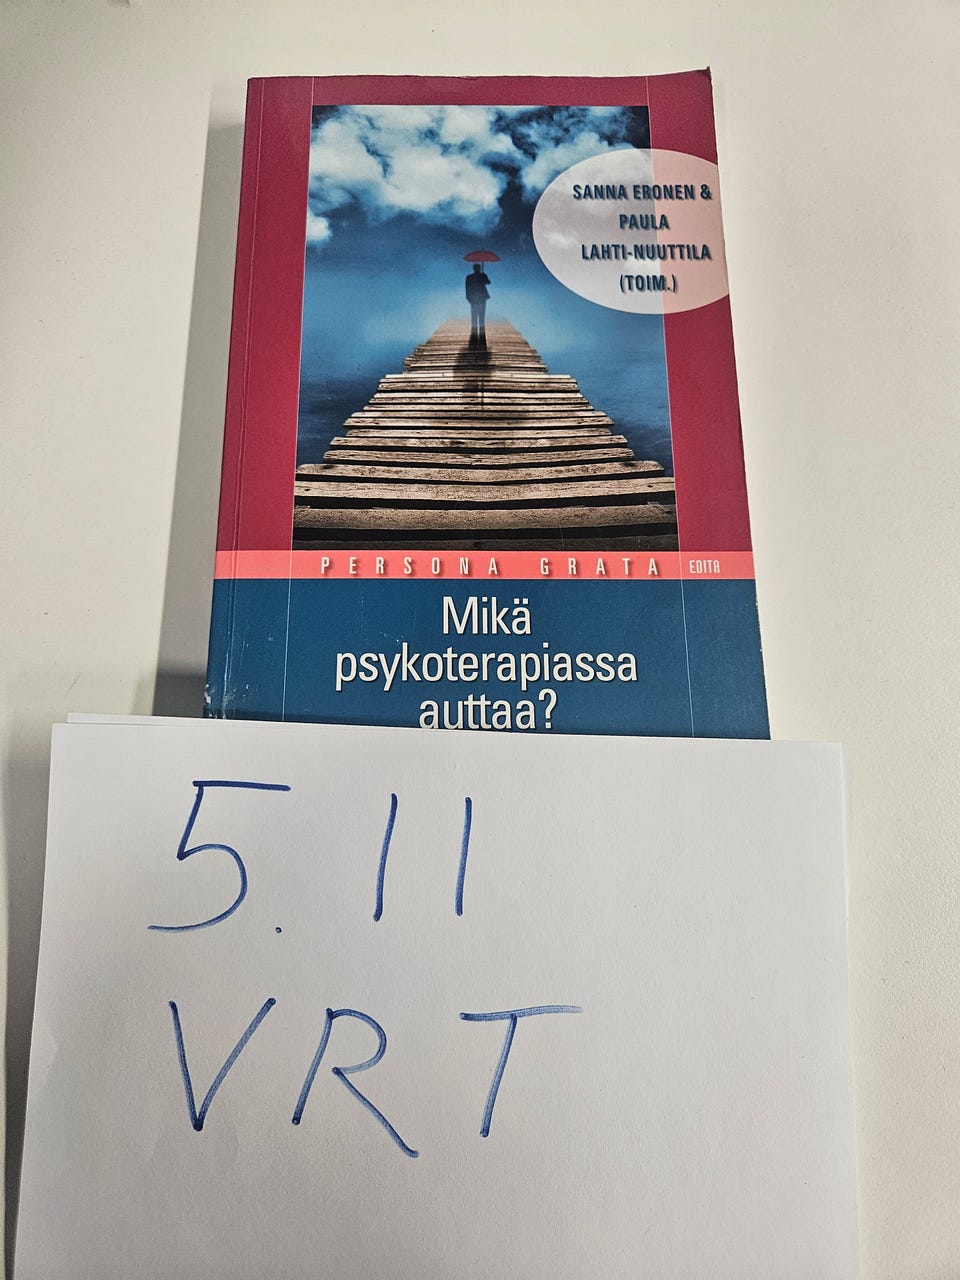 SANNA ERONEN &
PAULA
LAHTI-NUUTTILA
(TOIM.)
PERSONA GRATA EDITA
Mikä
psykoterapiassa
auttaa?
5.11
VRT